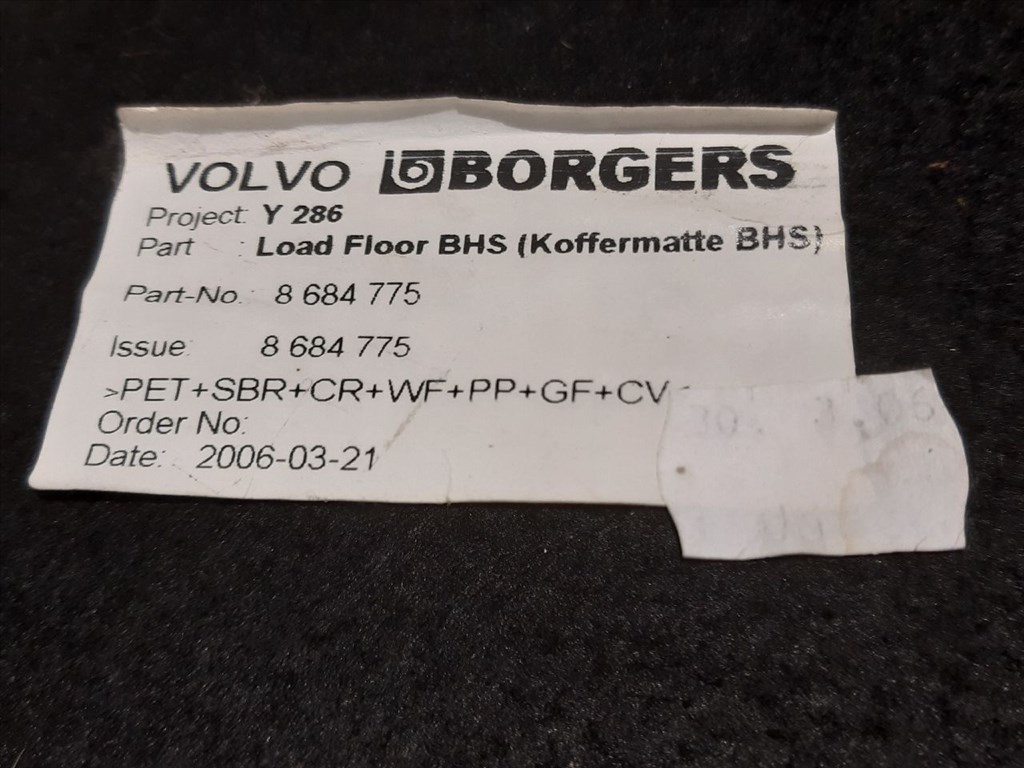 VOLVO BORGERS
Project: Y 286
Part : Load Floor BHS (Koffermatte BHS)
Part-No. : 8 684 775
Issue: 8 684 775
>PET+SBR+CR+WF+PP+GF+CV
Order No:
Date: 2006-03-21